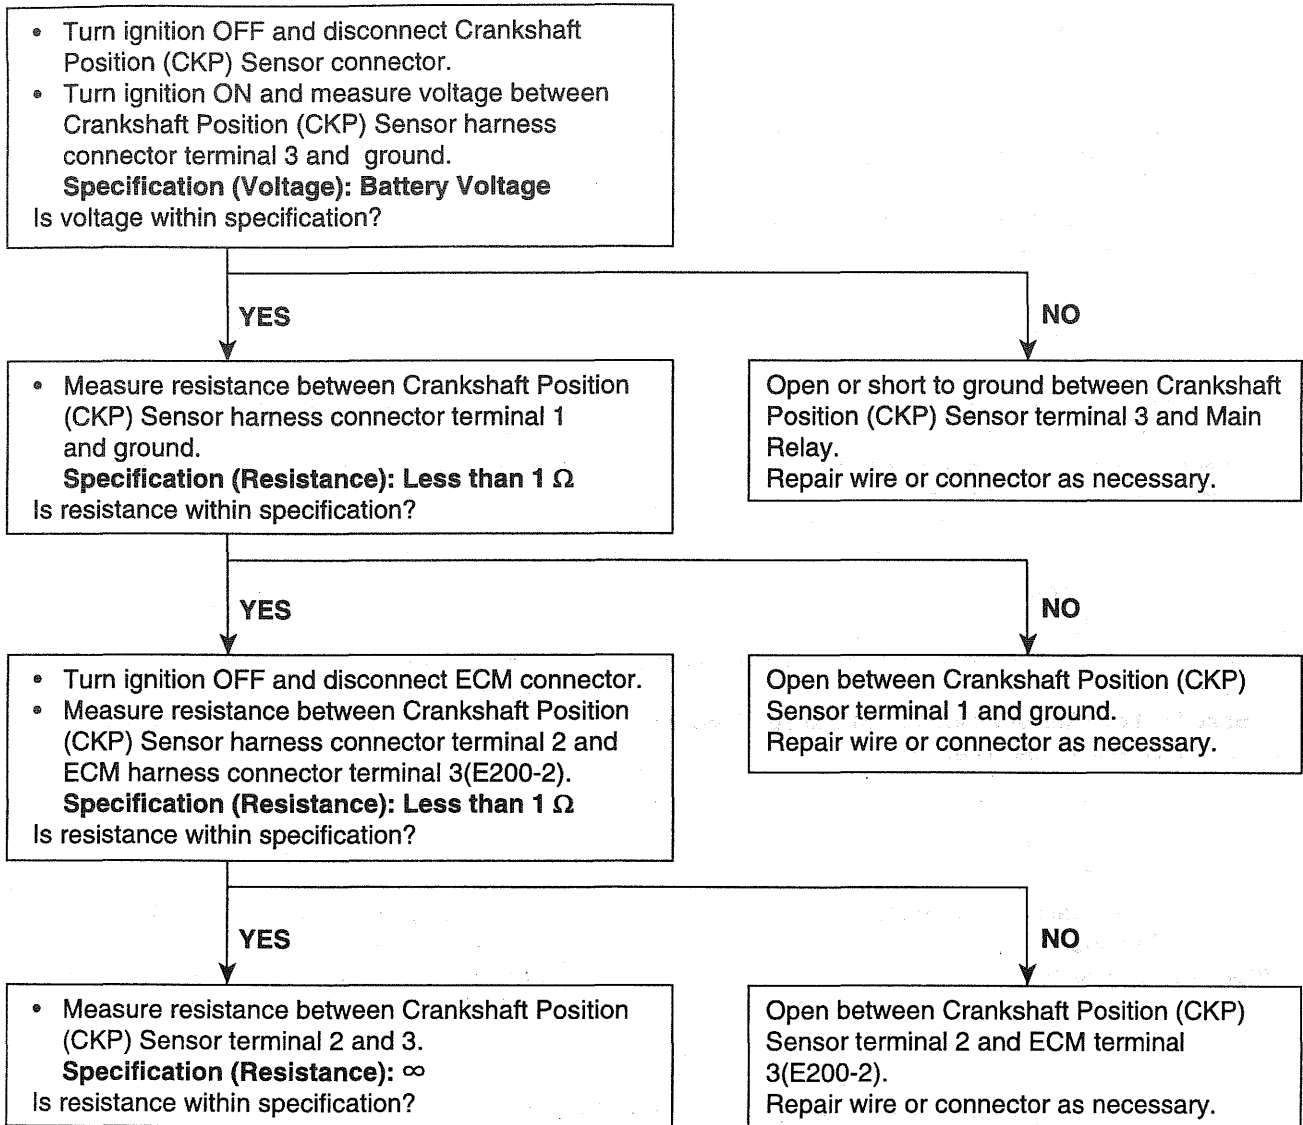 • Turn ignition OFF and disconnect Crankshaft
Position (CKP) Sensor connector.
• Turn ignition ON and measure voltage between
Crankshaft Position (CKP) Sensor harness
connector terminal 3 and ground.
Specification (Voltage): Battery Voltage
Is voltage within specification?
YES
NO
• Measure resistance between Crankshaft Position
(CKP) Sensor harness connector terminal 1
and ground.
Specification (Resistance): Less than 1 Ω
Is resistance within specification?
Open or short to ground between Crankshaft
Position (CKP) Sensor terminal 3 and Main
Relay.
Repair wire or connector as necessary.
YES
NO
• Turn ignition OFF and disconnect ECM connector.
• Measure resistance between Crankshaft Position
(CKP) Sensor harness connector terminal 2 and
ECM harness connector terminal 3(E200-2).
Specification (Resistance): Less than 1 Ω
Is resistance within specification?
Open between Crankshaft Position (CKP)
Sensor terminal 1 and ground.
Repair wire or connector as necessary.
YES
NO
• Measure resistance between Crankshaft Position
(CKP) Sensor terminal 2 and 3.
Specification (Resistance): ∞
Is resistance within specification?
Open between Crankshaft Position (CKP)
Sensor terminal 2 and ECM terminal
3(E200-2).
Repair wire or connector as necessary.